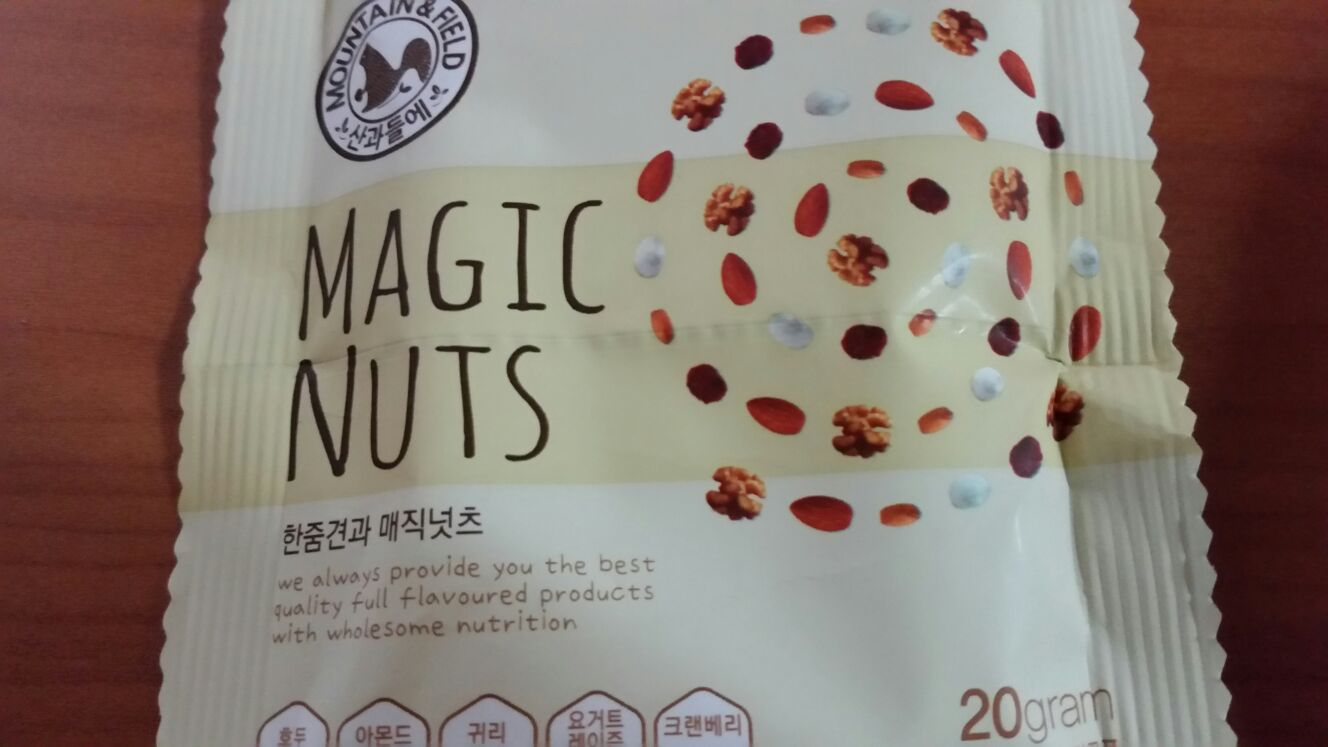 MOUNTAIN & FIELD
산과들에
MAGIC
NUTS
한줌견과 매직넛츠
we always provide you the best
quality full flavoured products
with wholesome nutrition
호두
아몬드
귀리
요거트
레이즌
크랜베리
20gram